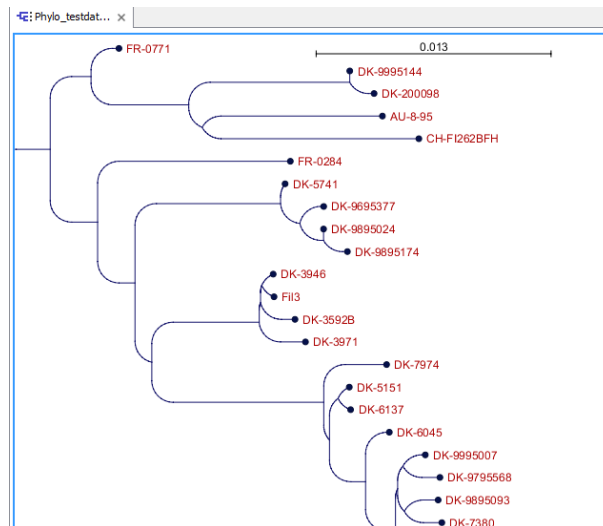 Phylo_testdat...
FR-0771
0.013
DK-9995144
DK-200098
AU-8-95
CH-FI262BFH
FR-0284
DK-5741
DK-9695377
DK-9895024
DK-9895174
DK-3946
Fil3
DK-3592B
DK-3971
DK-7974
DK-5151
DK-6137
DK-6045
DK-9995007
DK-9795568
DK-9895093
DK-7380